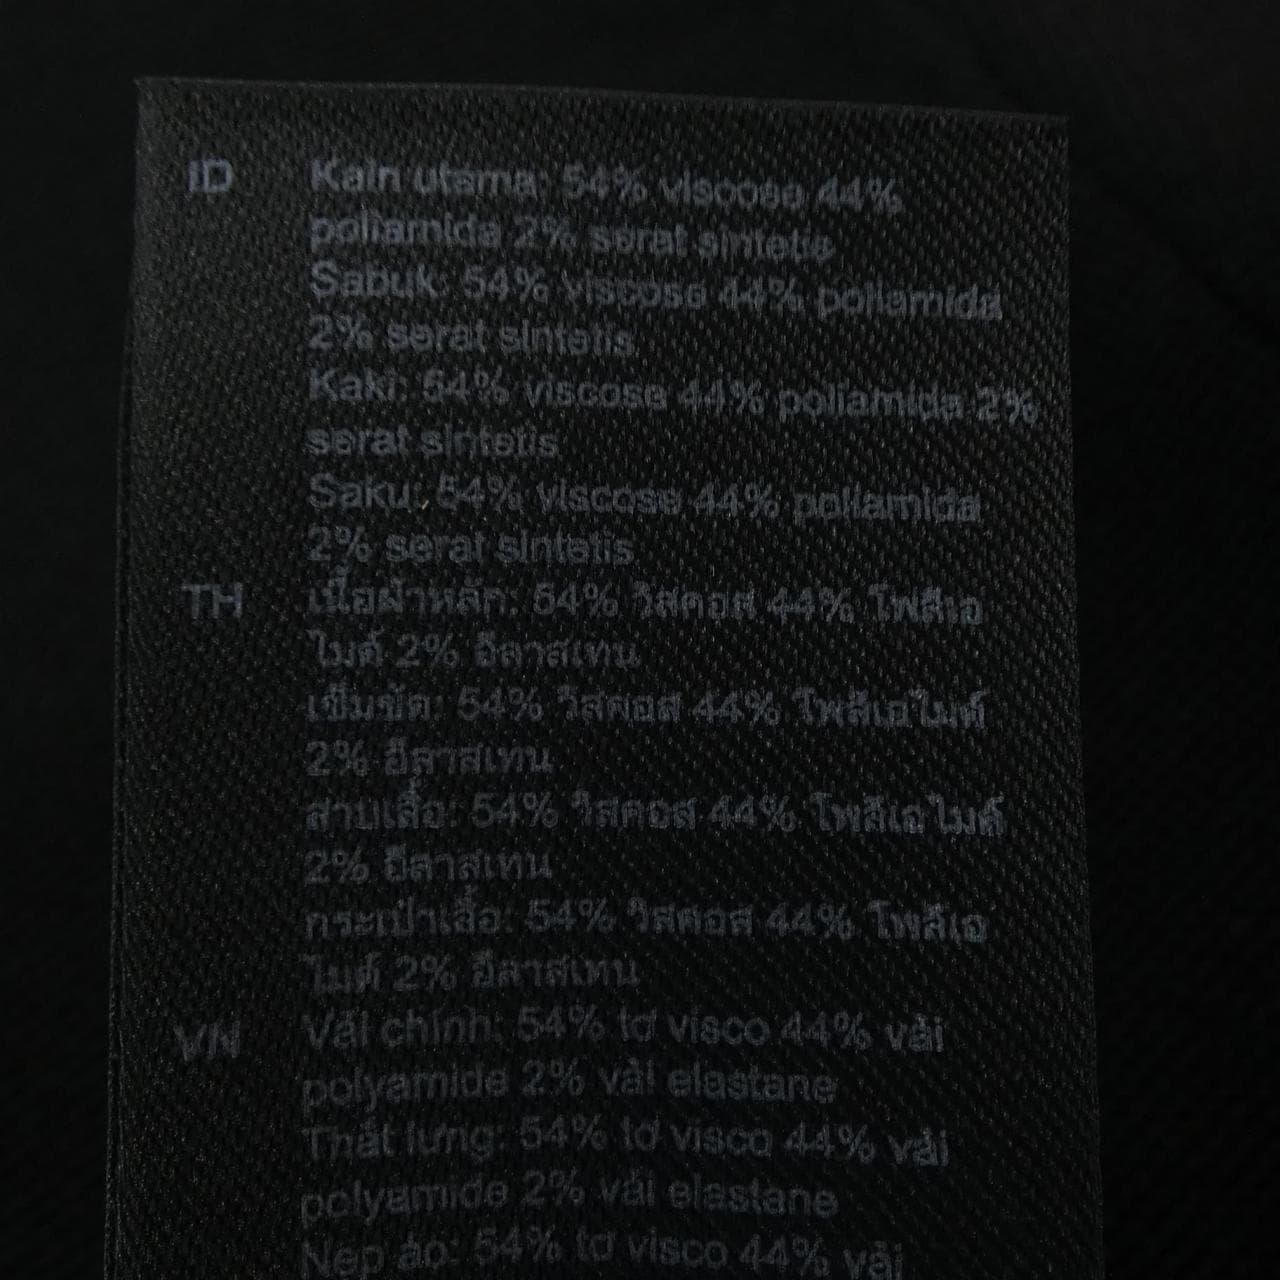 ID Kain utama: 54% viscose 44%
poliamida 2% serat sintetis
Sabuk: 54% viscose 44% poliamida
2% serat sintetis
Kaki: 54% viscose 44% poliamida 2%
serat sintetis
Saku: 54% viscose 44% poliamida
2% serat sintetis
TH เนื้อผ้าหลัก: 54% วิสคอส 44% โพลีเอ
ไมด์ 2% อีลาสเทน
เข็มขัด: 54% วิสคอส 44% โพลีเอไมด์
2% อีลาสเทน
สาบเสื้อ: 54% วิสคอส 44% โพลีเอไมด์
2% อีลาสเทน
กระเป๋าเสื้อ: 54% วิสคอส 44% โพลีเอ
ไมด์ 2% อีลาสเทน
VN Vải chính: 54% tơ visco 44% vải
polyamide 2% vải elastane
Thắt lưng: 54% tơ visco 44% vải
polyamide 2% vải elastane
Nẹp áo: 54% tơ visco 44% vải